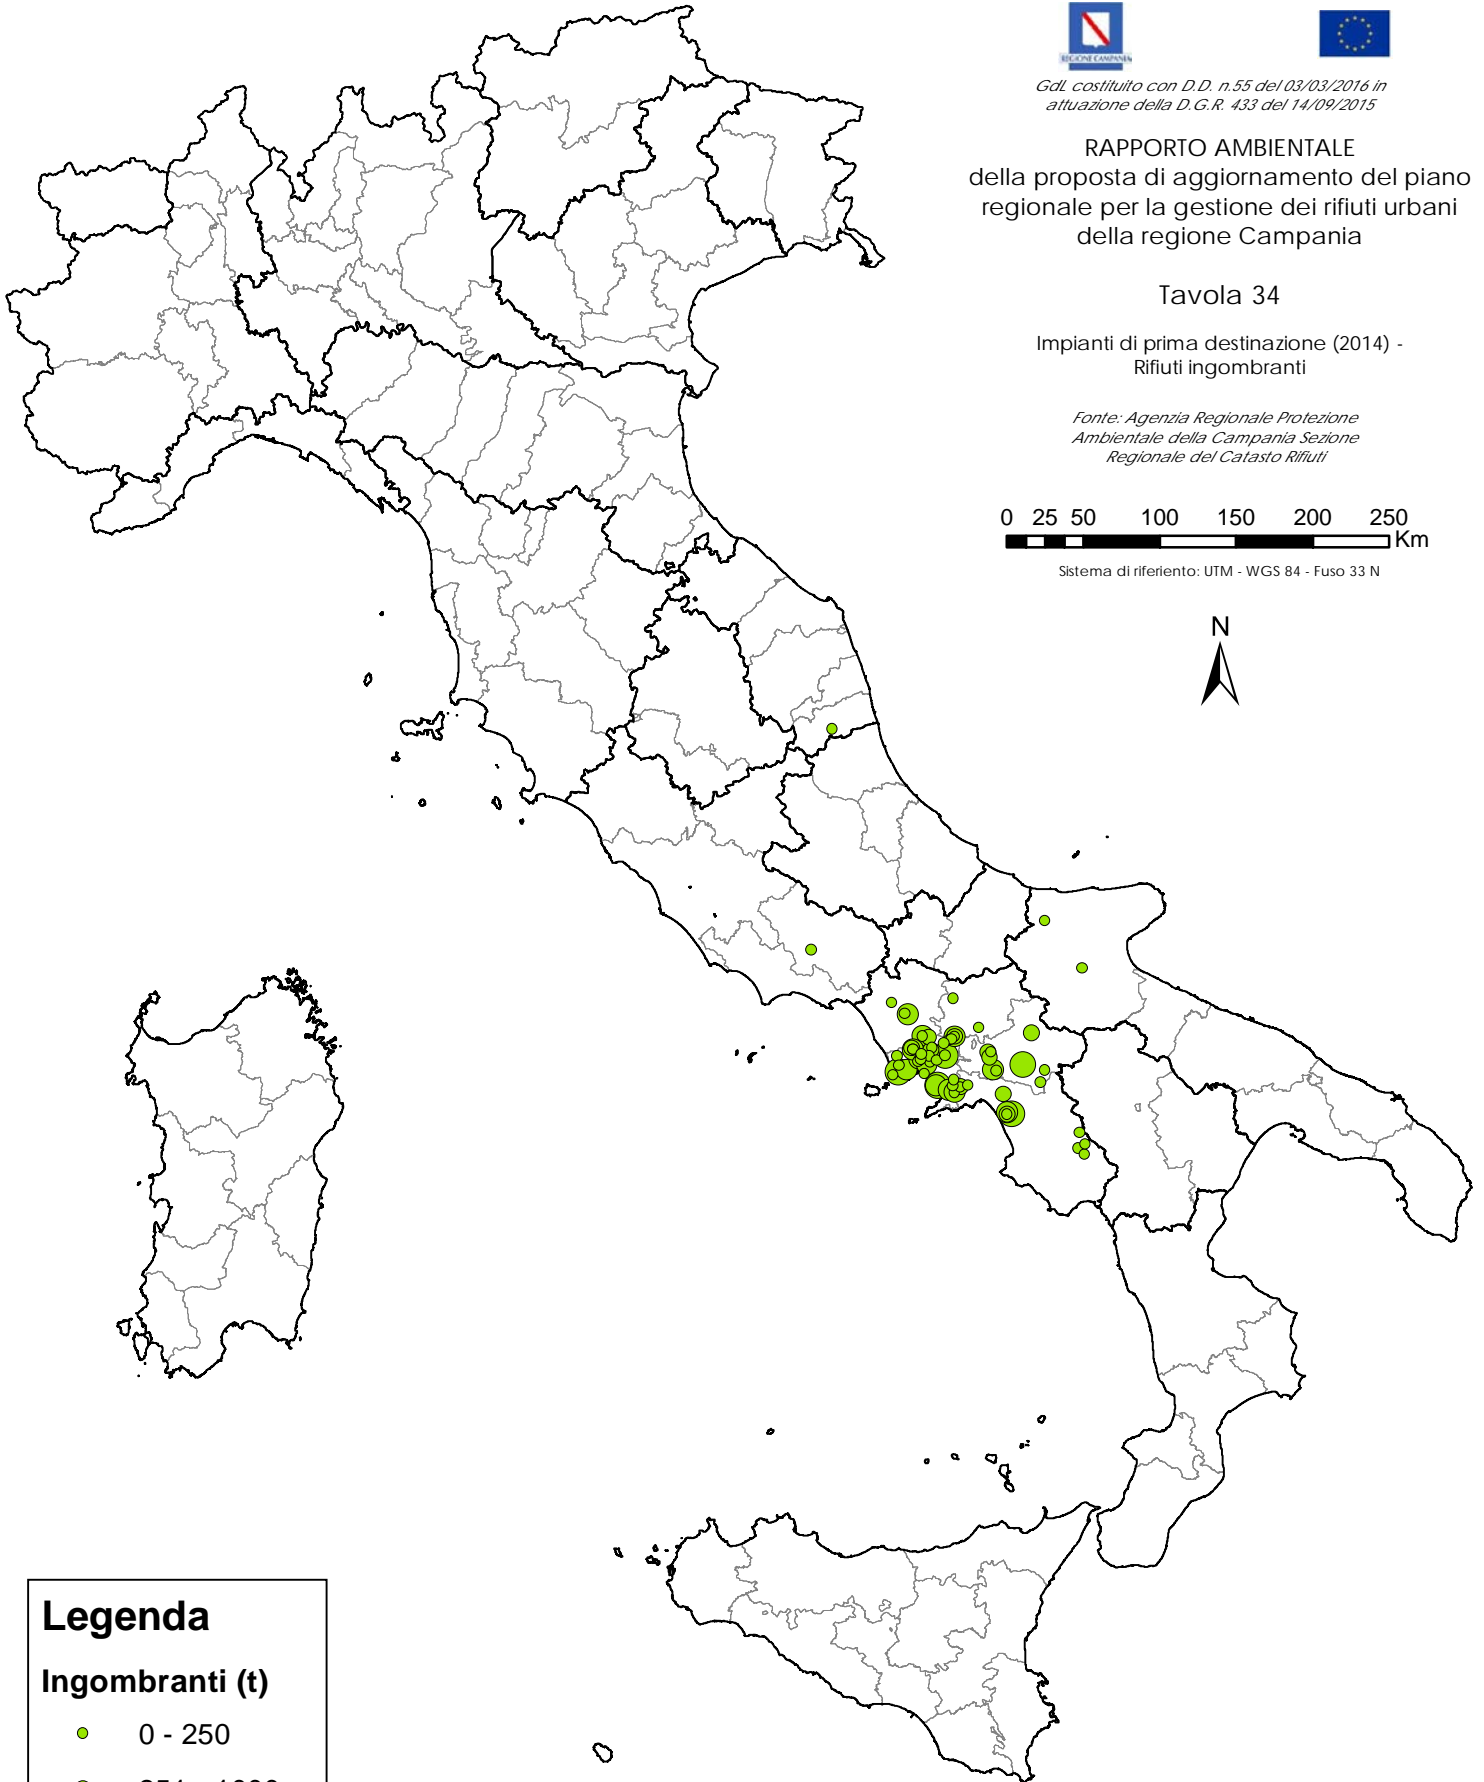 REGIONE CAMPANIA
GdL costituito con D.D. n.55 del 03/03/2016 in
attuazione della D.G.R. 433 del 14/09/2015
RAPPORTO AMBIENTALE
della proposta di aggiornamento del piano
regionale per la gestione dei rifiuti urbani
della regione Campania
Tavola 34
Impianti di prima destinazione (2014) -
Rifiuti ingombranti
Fonte: Agenzia Regionale Protezione
Ambientale della Campania Sezione
Regionale del Catasto Rifiuti
0 25 50 100 150 200 250
Km
Sistema di riferiento: UTM - WGS 84 - Fuso 33 N
N
Legenda
Ingombranti (t)
0 - 250